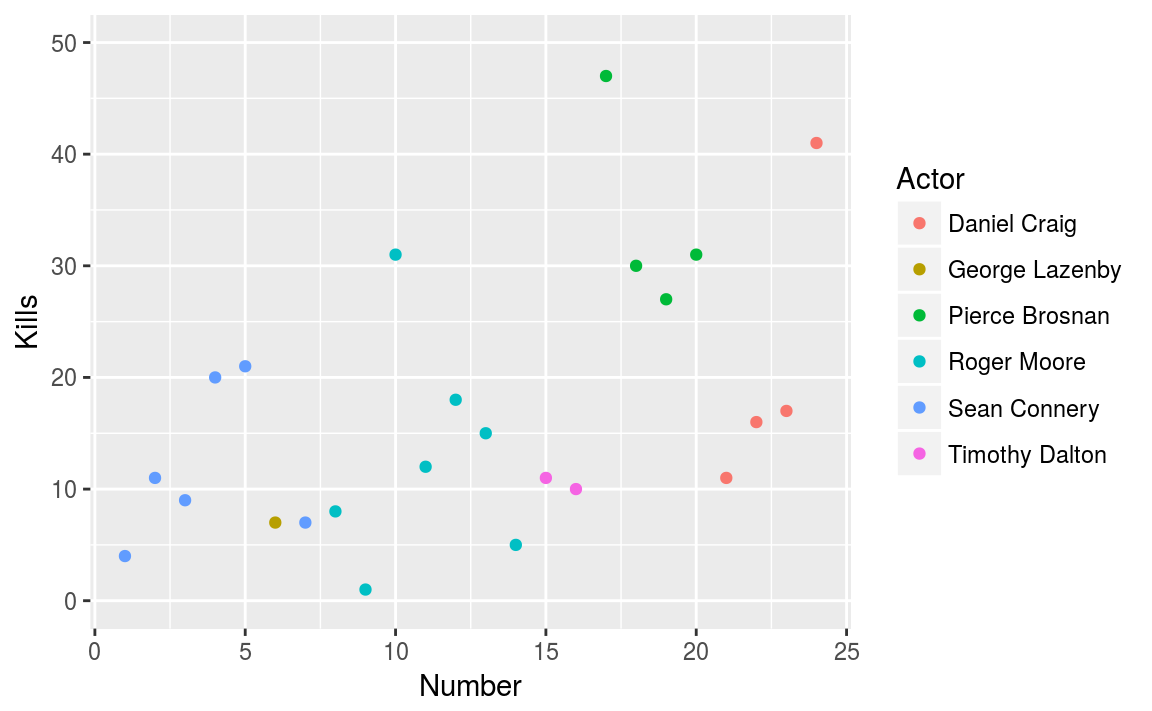 50
40
30
20
10
0
Kills
0 5 10 15 20 25
Number
Actor
Daniel Craig
George Lazenby
Pierce Brosnan
Roger Moore
Sean Connery
Timothy Dalton